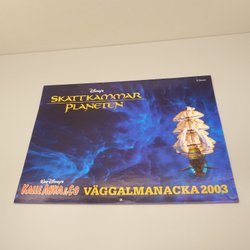 Disney's
SKATTKAMMAR
PLANETEN
Walt Disney's
KALLE ANKA & CO
VÄGGALMANACKA 2003